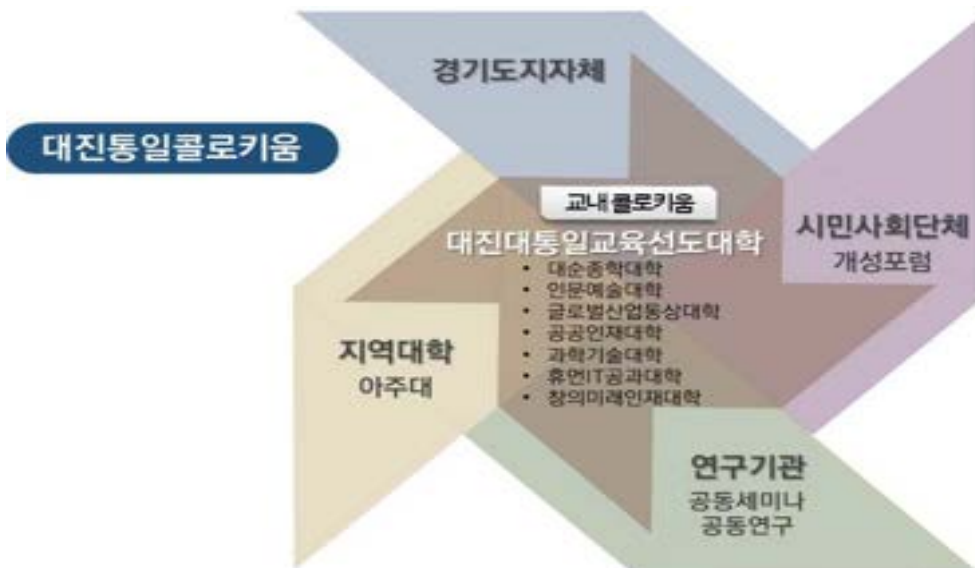 경기도지자체
대진통일콜로키움
교내 콜로키움
대진대통일교육선도대학
• 대순종학대학
• 인문예술대학
• 글로벌산업통상대학
• 공공인재대학
• 과학기술대학
• 휴먼IT공과대학
• 창의미래인재대학
시민사회단체
개성포럼
지역대학
아주대
연구기관
공동세미나
공동연구